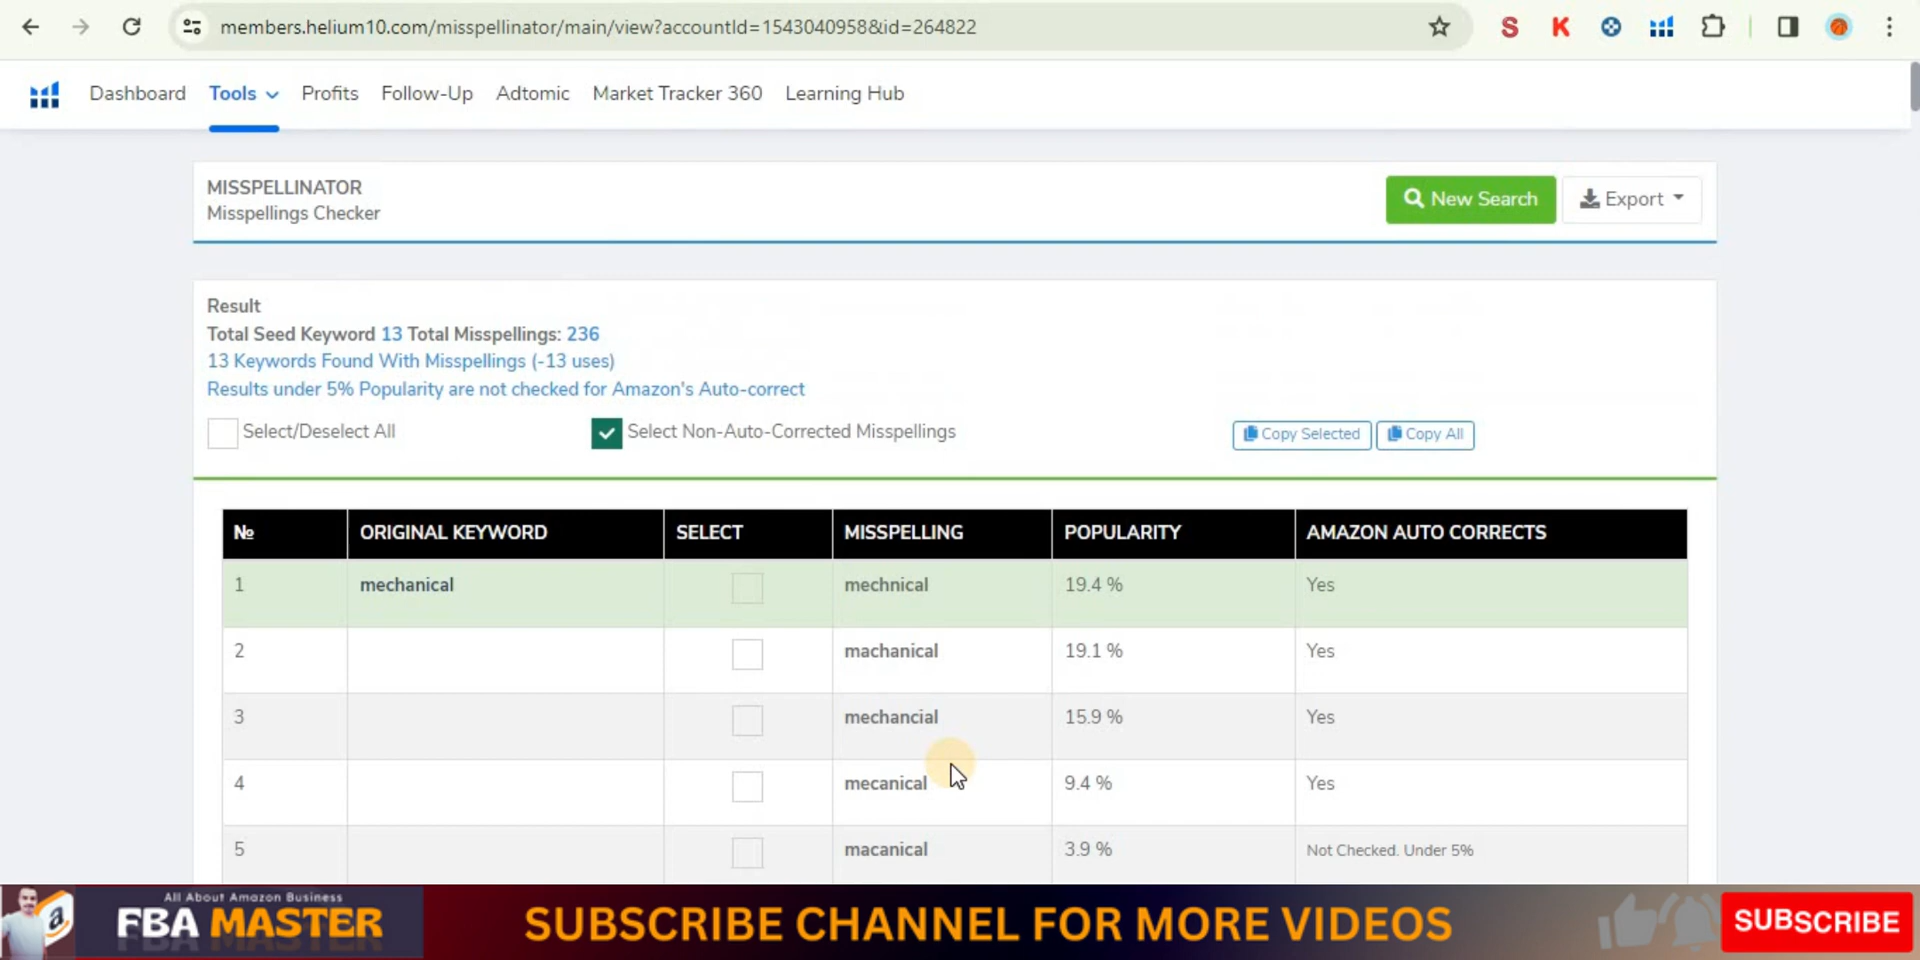 members.helium10.com/misspellinator/main/view?accountId=1543040958&id=264822
S K
Dashboard Tools Profits Follow-Up Adtomic Market Tracker 360 Learning Hub
MISSPELLINATOR
Misspellings Checker
New Search Export
Result
Total Seed Keyword 13 Total Misspellings: 236
13 Keywords Found With Misspellings (-13 uses)
Results under 5% Popularity are not checked for Amazon's Auto-correct
Select/Deselect All Select Non-Auto-Corrected Misspellings Copy Selected Copy All
№ ORIGINAL KEYWORD SELECT MISSPELLING POPULARITY AMAZON AUTO CORRECTS
1 mechanical mechnical 19.4 % Yes
2 machanical 19.1 % Yes
3 mechancial 15.9 % Yes
4 mecanical 9.4 % Yes
5 macanical 3.9 % Not Checked. Under 5%
All About Amazon Business
FBA MASTER
SUBSCRIBE CHANNEL FOR MORE VIDEOS
SUBSCRIBE